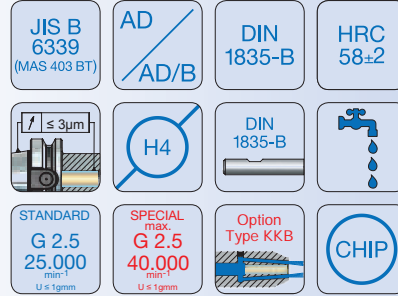 JIS B
6339
(MAS 403 BT)
AD
AD/B
DIN
1835-B
HRC
58±2
↗ ≤ 3µm
H4
DIN
1835-B
STANDARD
G 2.5
25.000
min⁻¹
U ≤ 1gmm
SPECIAL
max.
G 2.5
40.000
min⁻¹
U ≤ 1gmm
Option
Type KKB
CHIP